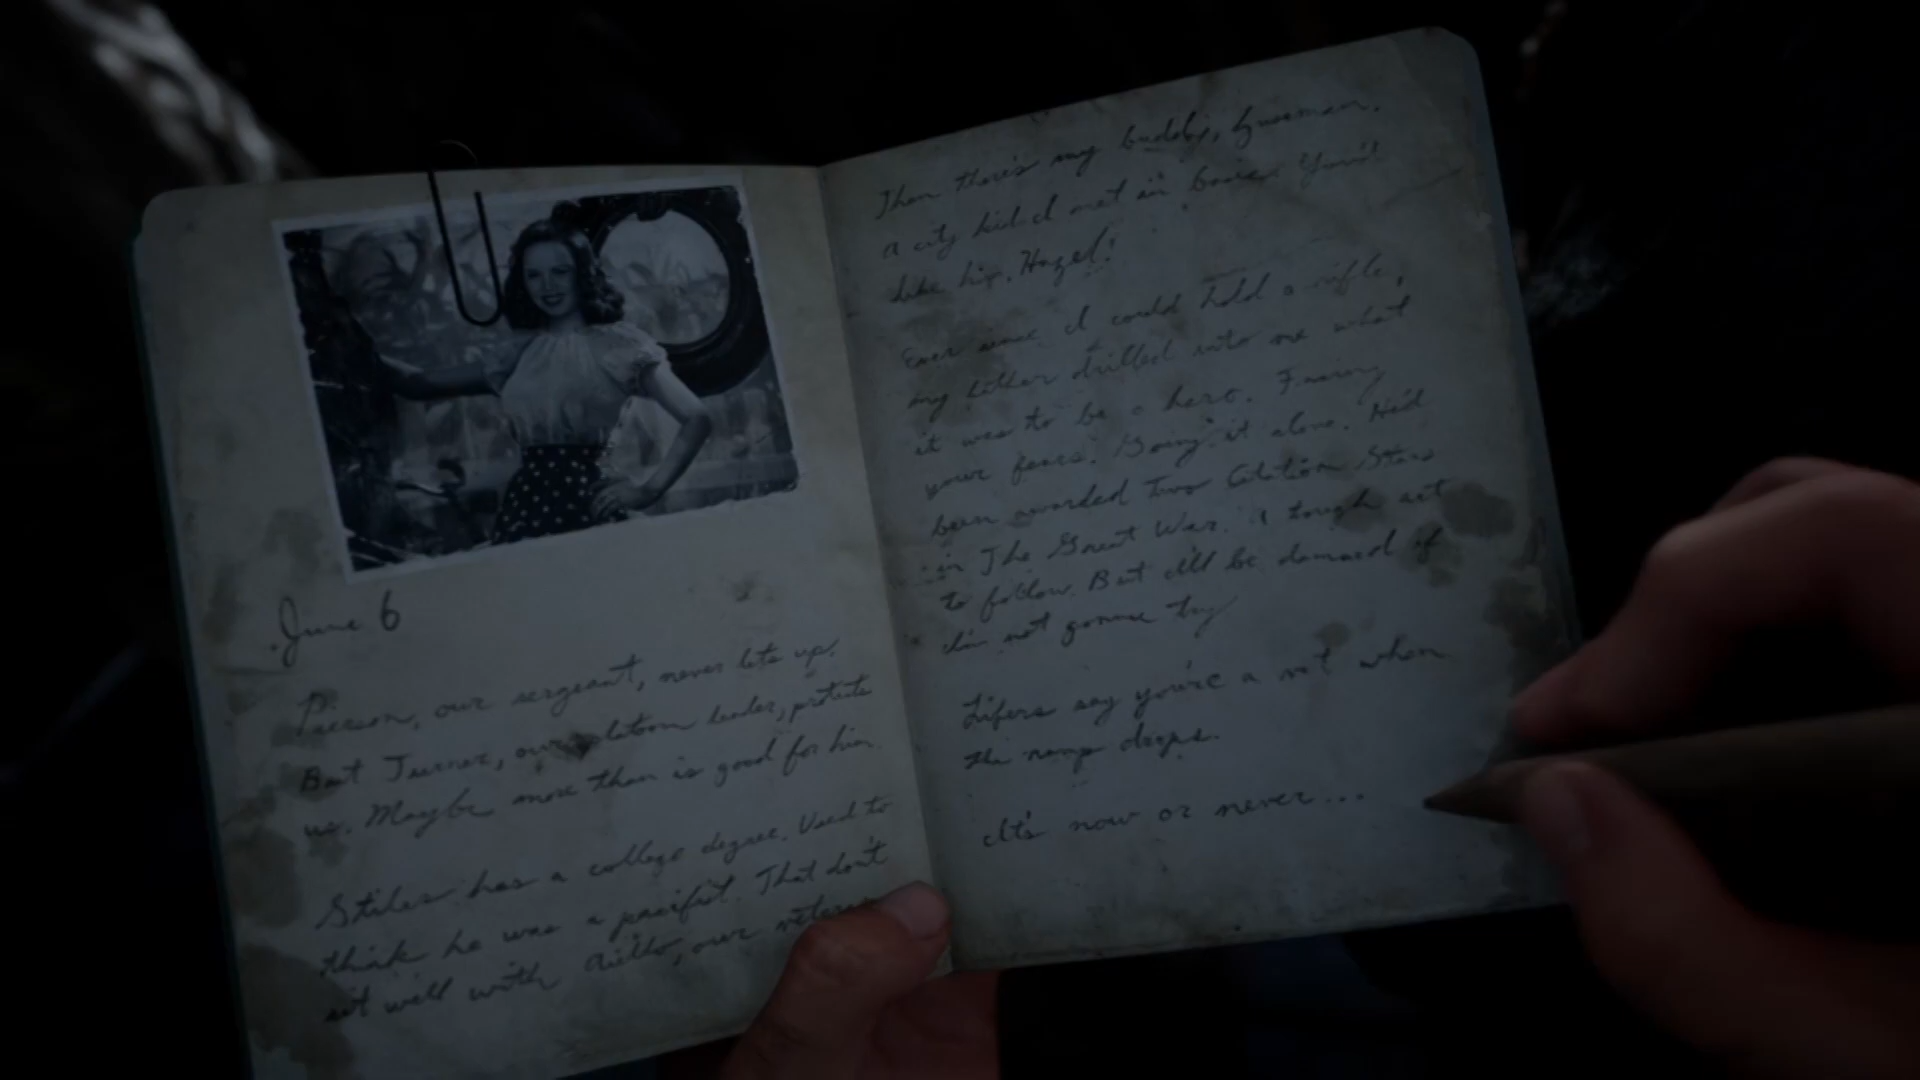 June 6
Pierson, our sergeant, never lets up.
But Turner, our platoon leader, protects
us. Maybe more than is good for him.
Stiles has a college degree. Used to
think he was a pacifist. That don't
sit well with Aiello, our veteran
Then there's my buddy, Zussman.
A city kid I met in basic. You'd
like him, Hazel!
Ever since I could hold a rifle,
my father drilled into me what
it was to be a hero. Facing
your fears. Doing it alone. He'd
been awarded two Citation Stars
in The Great War. A tough act
to follow. But I'll be damned if
I'm not gonna try
Lifers say you're a vet when
the ramp drops.
It's now or never...